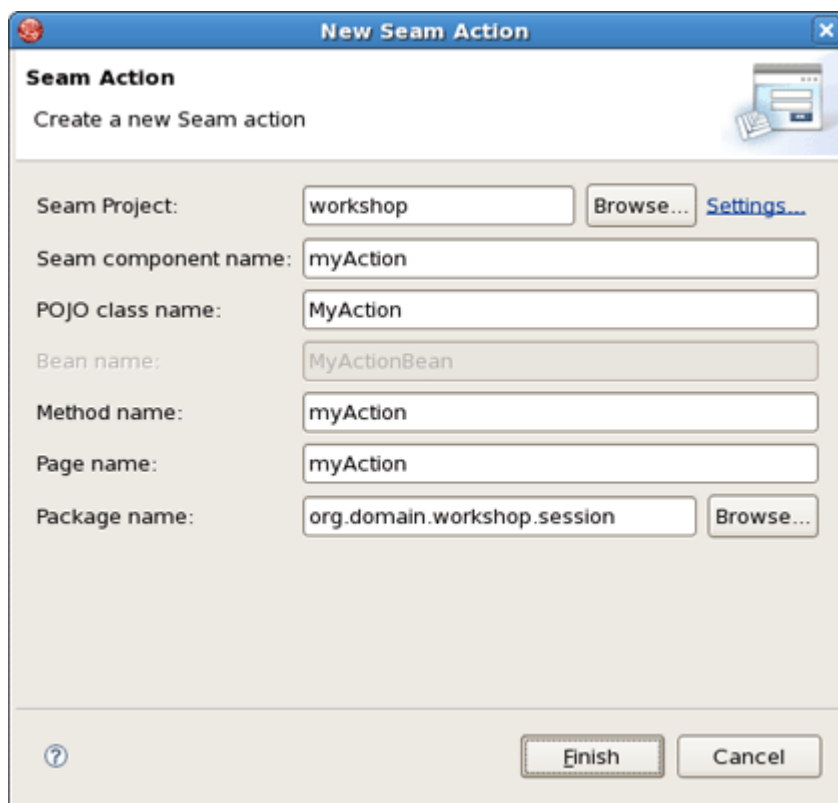 New Seam Action
Seam Action
Create a new Seam action
Seam Project: workshop Browse... Settings...
Seam component name: myAction
POJO class name: MyAction
Bean name: MyActionBean
Method name: myAction
Page name: myAction
Package name: org.domain.workshop.session Browse...
? Finish Cancel